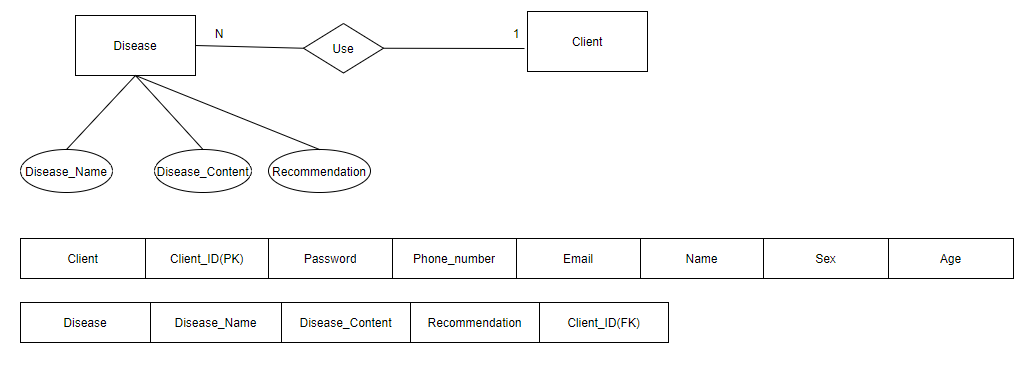 Disease
N
Use
1
Client
Disease_Name
Disease_Content
Recommendation
Client Client_ID(PK) Password Phone_number Email Name Sex Age
Disease Disease_Name Disease_Content Recommendation Client_ID(FK)